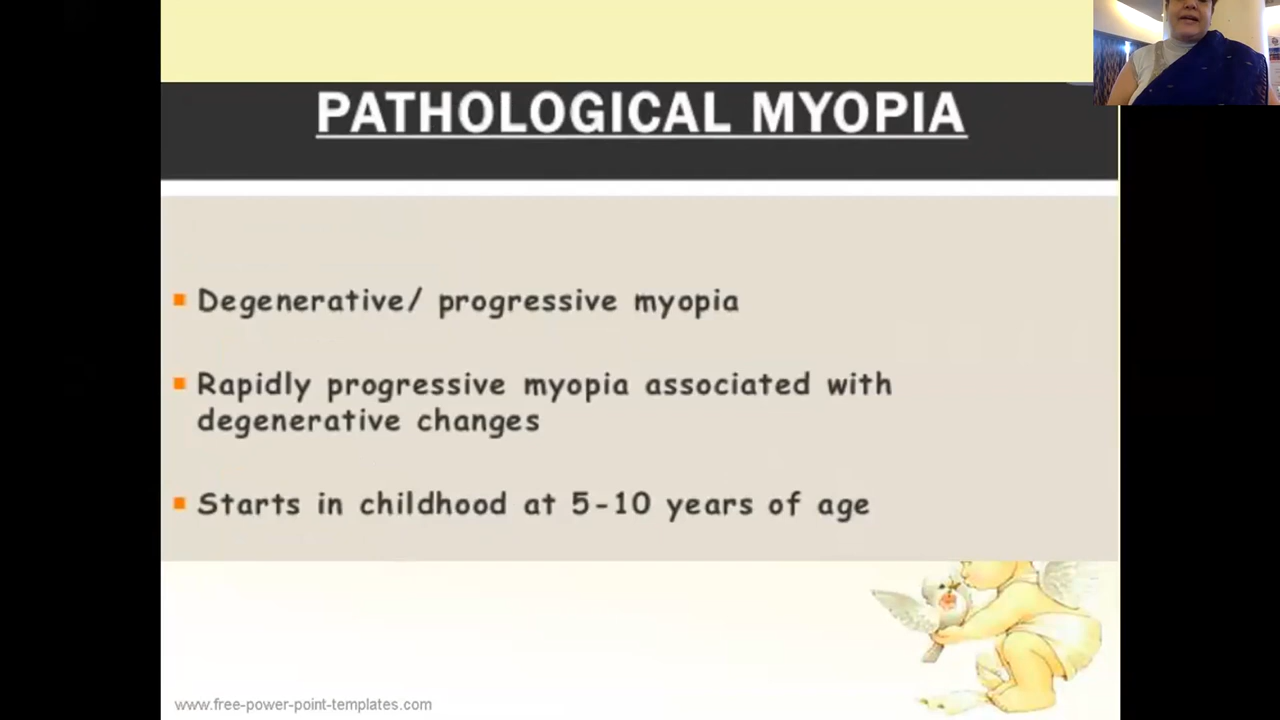 PATHOLOGICAL MYOPIA
Degenerative/ progressive myopia
Rapidly progressive myopia associated with
degenerative changes
Starts in childhood at 5-10 years of age
www.free-power-point-templates.com